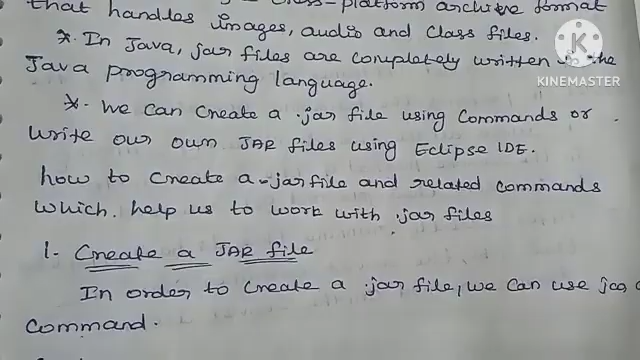 that handles images, audio and class files.
* In Java, jar files are completely written in the
Java programming language.
* We can create a .jar file using Commands or
write our own JAR files using Eclipse IDE.
how to create a .jar file and related commands
which help us to work with .jar files
1. Create a JAR file
In order to create a .jar file, we can use jar
command.
KINEMASTER